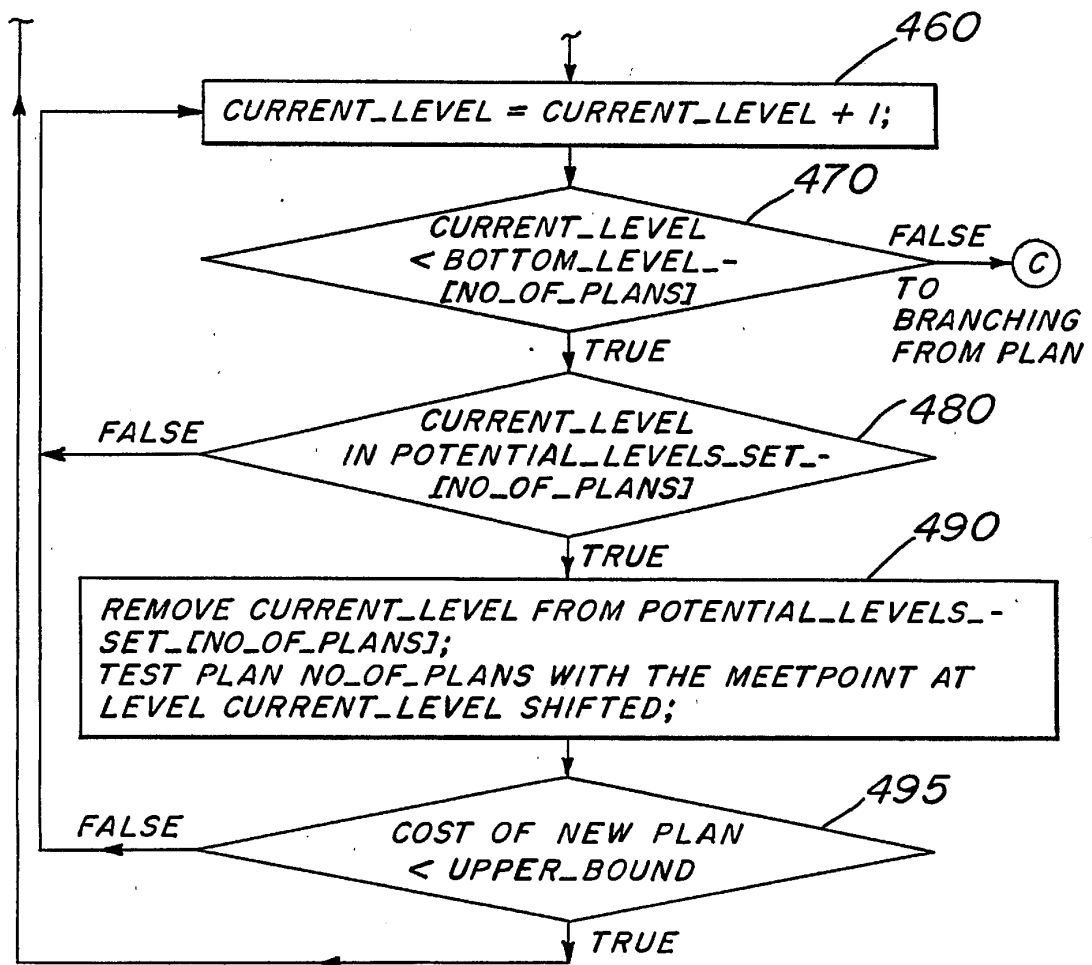 460
CURRENT_LEVEL = CURRENT_LEVEL + 1;
470
CURRENT_LEVEL
< BOTTOM_LEVEL_-
[NO_OF_PLANS]
FALSE
C
TO
BRANCHING
FROM PLAN
TRUE
480
CURRENT_LEVEL
IN POTENTIAL_LEVELS_SET_-
[NO_OF_PLANS]
FALSE
TRUE
490
REMOVE CURRENT_LEVEL FROM POTENTIAL_LEVELS_-
SET_[NO_OF_PLANS];
TEST PLAN NO_OF_PLANS WITH THE MEETPOINT AT
LEVEL CURRENT_LEVEL SHIFTED;
495
FALSE
COST OF NEW PLAN
< UPPER_BOUND
TRUE